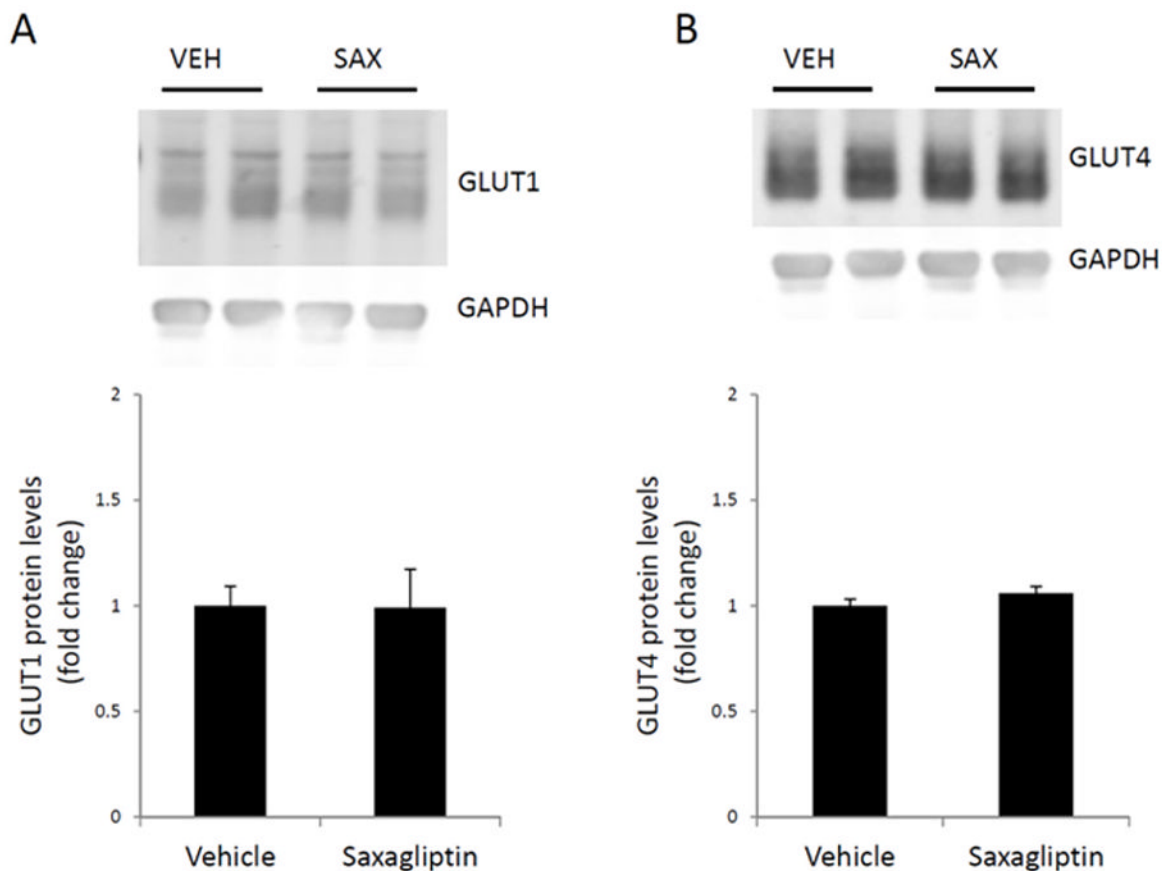 A
VEH SAX
GLUT1
GAPDH
2
1.5
1
0.5
0
GLUT1 protein levels
(fold change)
Vehicle Saxagliptin
B
VEH SAX
GLUT4
GAPDH
2
1.5
1
0.5
0
GLUT4 protein levels
(fold change)
Vehicle Saxagliptin